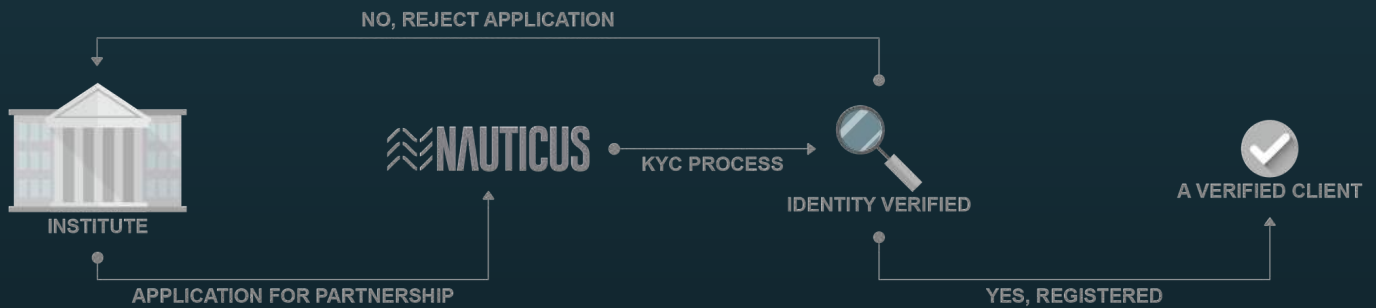 NO, REJECT APPLICATION
NAUTICUS
KYC PROCESS
IDENTITY VERIFIED
A VERIFIED CLIENT
INSTITUTE
APPLICATION FOR PARTNERSHIP
YES, REGISTERED